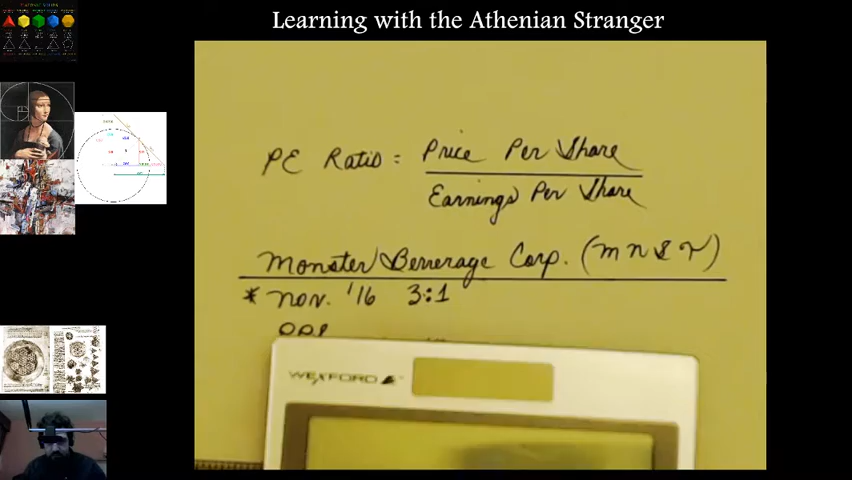 Learning with the Athenian Stranger
PE Ratio = Price Per Share
Earnings Per Share
Monster Beverage Corp. (MNST)
* Nov. '16 3:1
PPS
WEXFORD